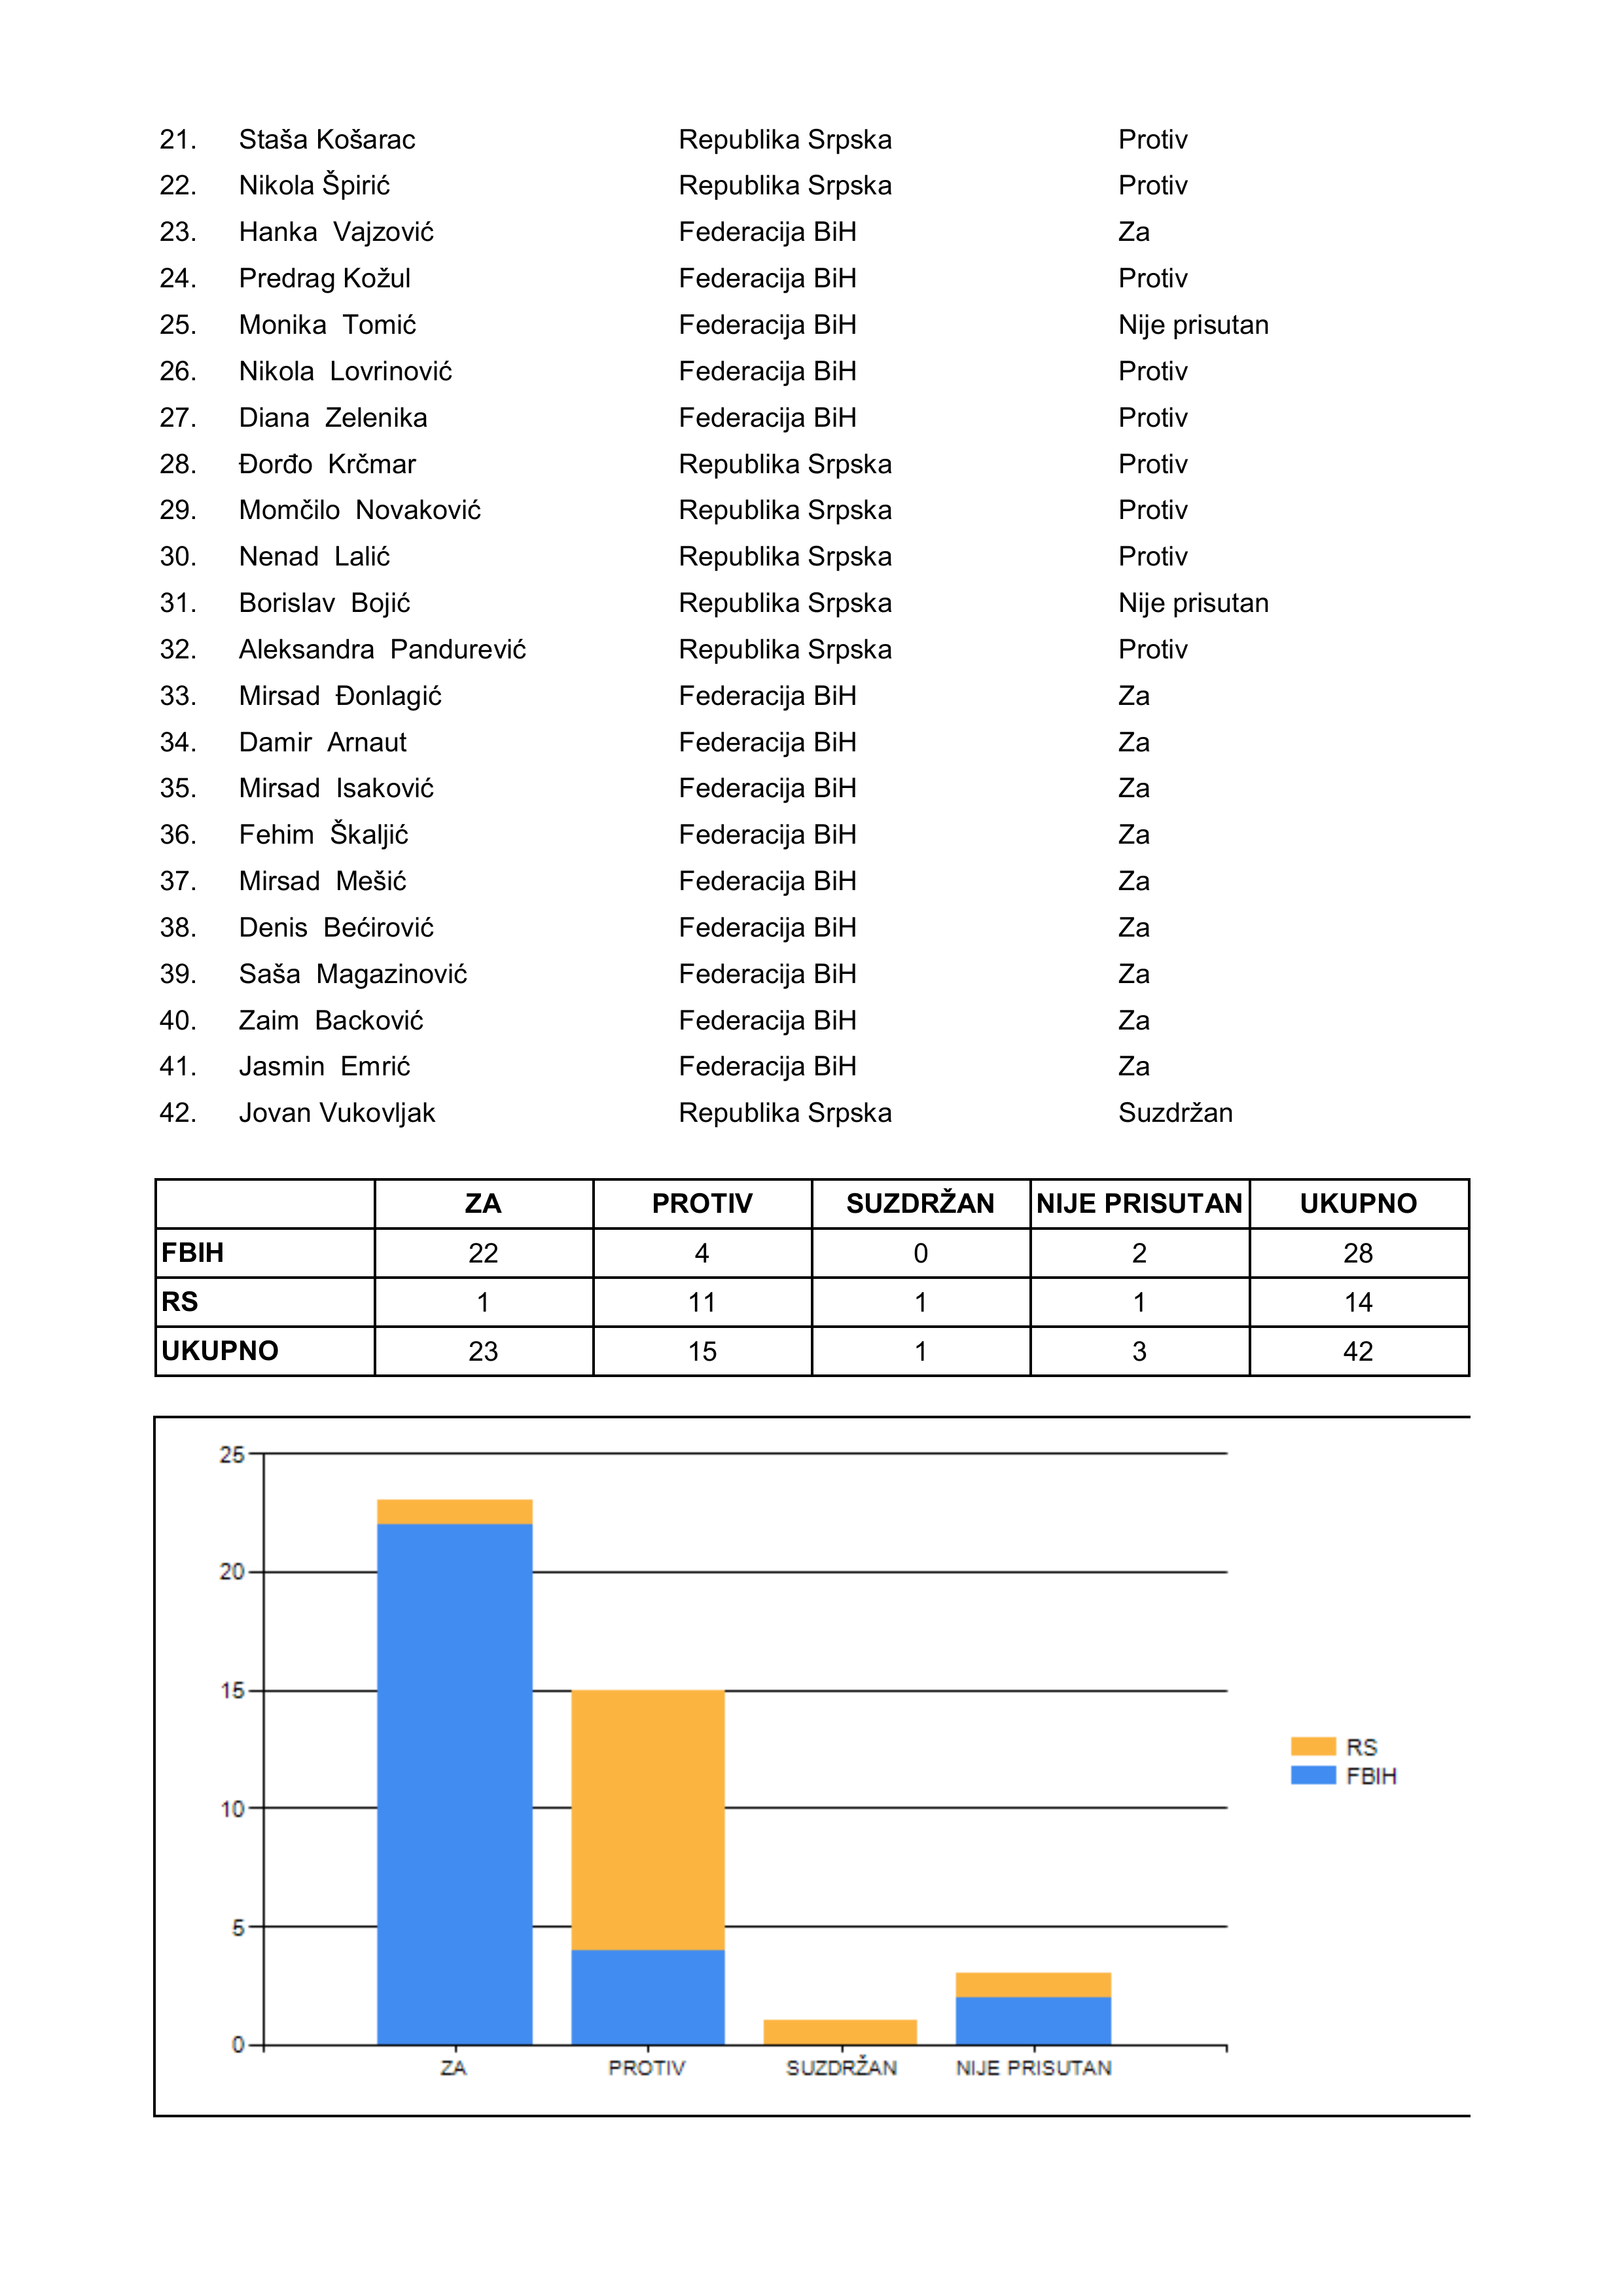 21. Staša Košarac Republika Srpska Protiv
22. Nikola Špirić Republika Srpska Protiv
23. Hanka Vajzović Federacija BiH Za
24. Predrag Kožul Federacija BiH Protiv
25. Monika Tomić Federacija BiH Nije prisutan
26. Nikola Lovrinović Federacija BiH Protiv
27. Diana Zelenika Federacija BiH Protiv
28. Đorđo Krčmar Republika Srpska Protiv
29. Momčilo Novaković Republika Srpska Protiv
30. Nenad Lalić Republika Srpska Protiv
31. Borislav Bojić Republika Srpska Nije prisutan
32. Aleksandra Pandurević Republika Srpska Protiv
33. Mirsad Đonlagić Federacija BiH Za
34. Damir Arnaut Federacija BiH Za
35. Mirsad Isaković Federacija BiH Za
36. Fehim Škaljić Federacija BiH Za
37. Mirsad Mešić Federacija BiH Za
38. Denis Bećirović Federacija BiH Za
39. Saša Magazinović Federacija BiH Za
40. Zaim Backović Federacija BiH Za
41. Jasmin Emrić Federacija BiH Za
42. Jovan Vukovljak Republika Srpska Suzdržan
ZA PROTIV SUZDRŽAN NIJE PRISUTAN UKUPNO
FBIH 22 4 0 2 28
RS 1 11 1 1 14
UKUPNO 23 15 1 3 42
25
20
15
10
5
0
ZA PROTIV SUZDRŽAN NIJE PRISUTAN
RS
FBIH